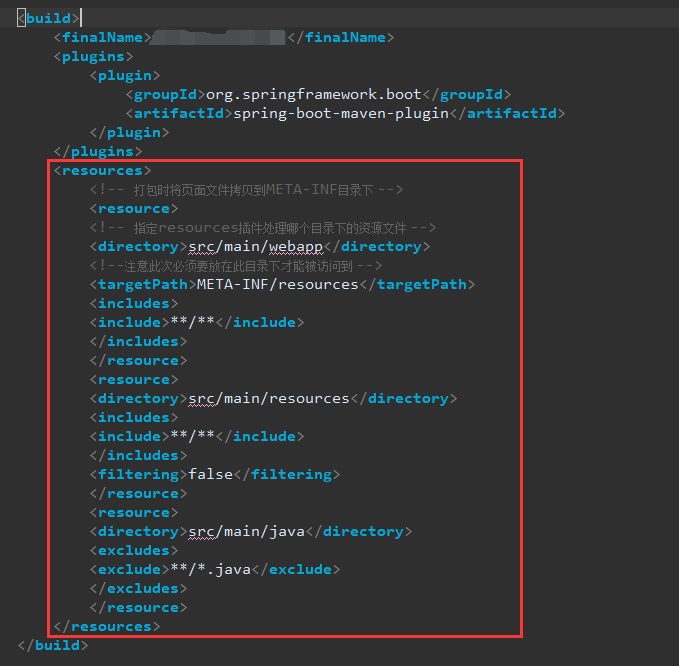 <build>
<finalName></finalName>
<plugins>
<plugin>
<groupId>org.springframework.boot</groupId>
<artifactId>spring-boot-maven-plugin</artifactId>
</plugin>
</plugins>
<resources>
<!-- 打包时将页面文件拷贝到META-INF目录下 -->
<resource>
<!-- 指定resources插件处理哪个目录下的资源文件 -->
<directory>src/main/webapp</directory>
<!--注意此次必须要放在此目录下才能被访问到 -->
<targetPath>META-INF/resources</targetPath>
<includes>
<include>**/**</include>
</includes>
</resource>
<resource>
<directory>src/main/resources</directory>
<includes>
<include>**/**</include>
</includes>
<filtering>false</filtering>
</resource>
<resource>
<directory>src/main/java</directory>
<excludes>
<exclude>**/*.java</exclude>
</excludes>
</resource>
</resources>
</build>